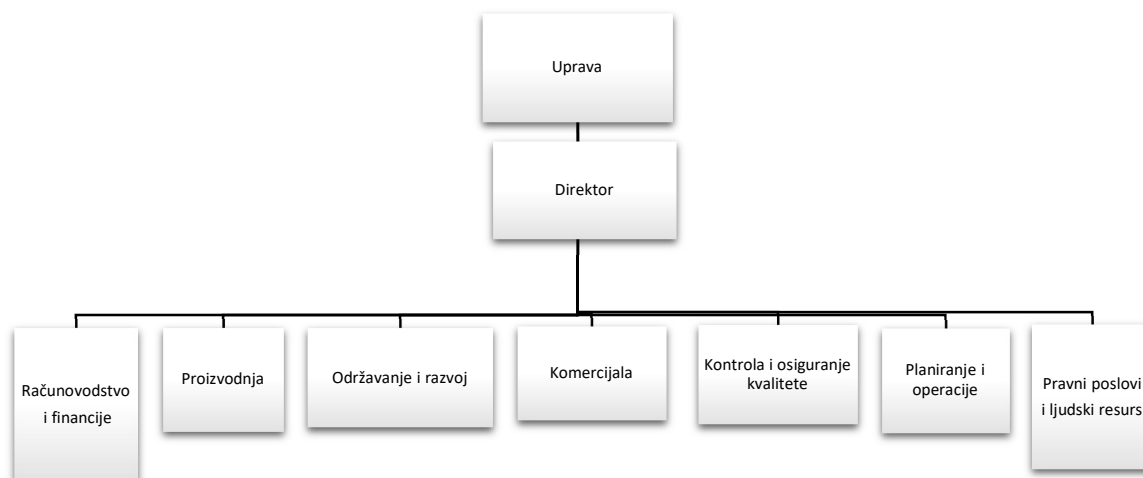 Uprava
Direktor
Računovodstvo
i financije
Proizvodnja
Održavanje i razvoj
Komercijala
Kontrola i osiguranje
kvalitete
Planiranje i
operacije
Pravni poslovi
i ljudski resurs